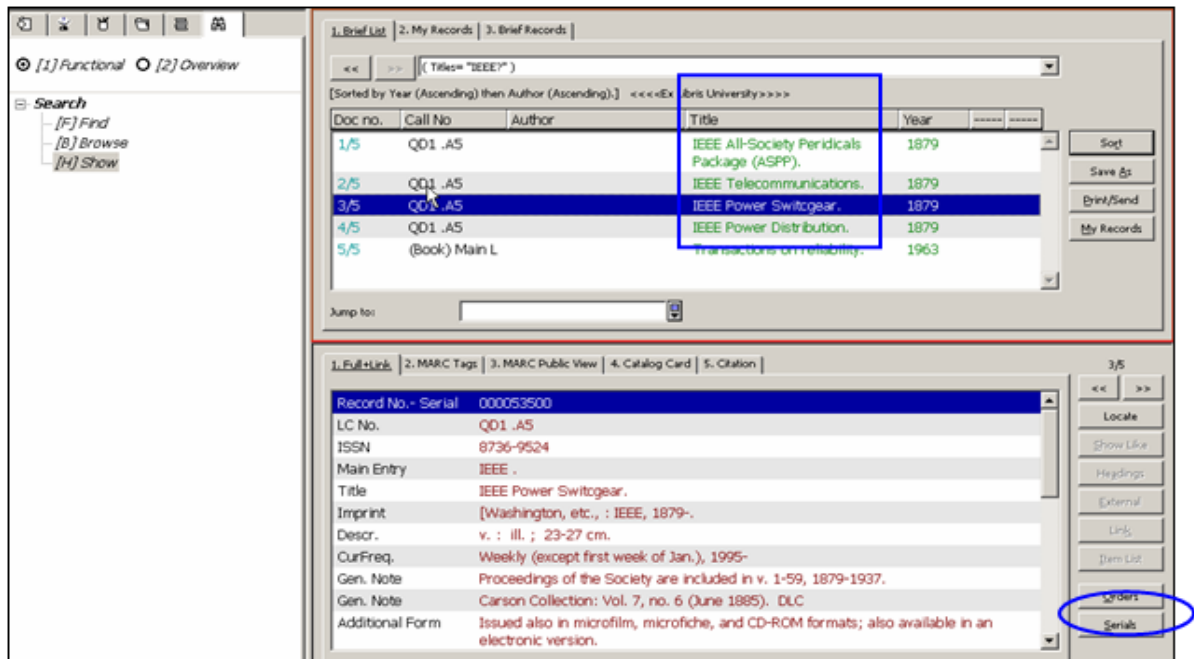 [1] Functional [2] Overview
Search
[F] Find
[B] Browse
[H] Show
1. Brief List 2. My Records 3. Brief Records
<< >> ( Titles= "IEEE?" )
[Sorted by Year (Ascending) then Author (Ascending).] <<<<Ex Libris University>>>>
Doc no. Call No Author Title Year ----- -----
1/5 QD1 .A5 IEEE All-Society Peridicals 1879
Package (ASPP).
2/5 QD1 .A5 IEEE Telecommunications. 1879
3/5 QD1 .A5 IEEE Power Switcgear. 1879
4/5 QD1 .A5 IEEE Power Distribution. 1879
5/5 (Book) Main L Transactions on reliability. 1963
Sort
Save As
Print/Send
My Records
Jump to:
1. Full+Link 2. MARC Tags 3. MARC Public View 4. Catalog Card 5. Citation
Record No.- Serial 000053500
LC No. QD1 .A5
ISSN 8736-9524
Main Entry IEEE .
Title IEEE Power Switcgear.
Imprint [Washington, etc., : IEEE, 1879-.
Descr. v. : ill. ; 23-27 cm.
CurFreq. Weekly (except first week of Jan.), 1995-
Gen. Note Proceedings of the Society are included in v. 1-59, 1879-1937.
Gen. Note Carson Collection: Vol. 7, no. 6 (June 1885). DLC
Additional Form Issued also in microfilm, microfiche, and CD-ROM formats; also available in an
electronic version.
3/5
<< >>
Locate
Show Like
Headings
External
Link
Item List
Orders
Serials